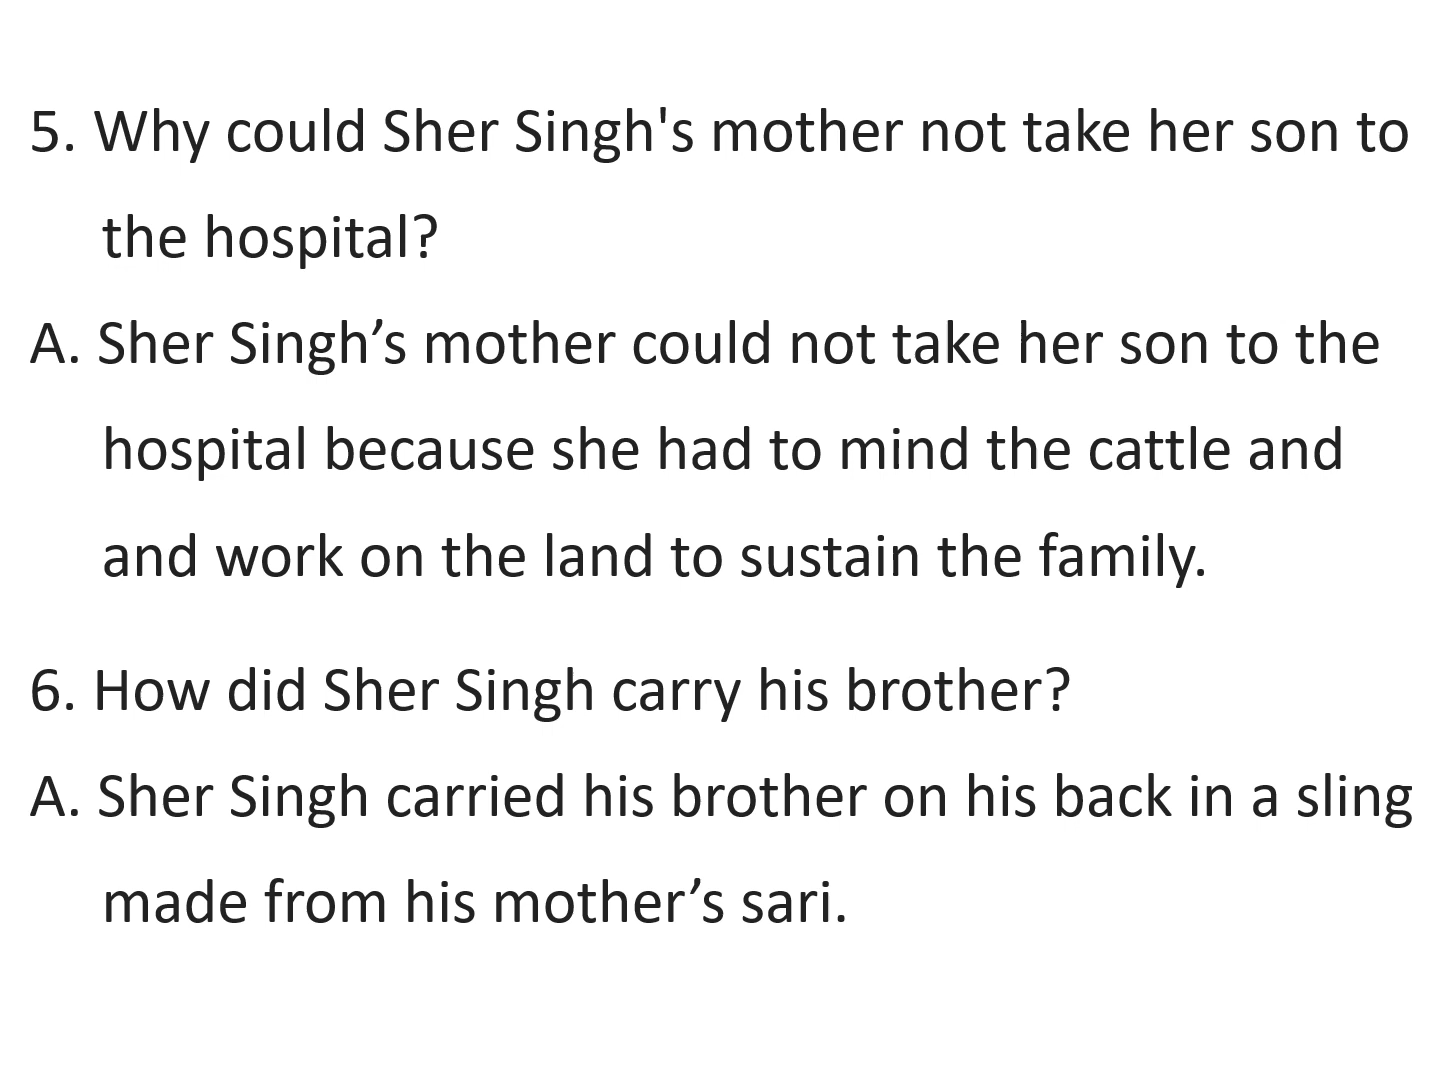 5. Why could Sher Singh's mother not take her son to
the hospital?
A. Sher Singh’s mother could not take her son to the
hospital because she had to mind the cattle and
and work on the land to sustain the family.
6. How did Sher Singh carry his brother?
A. Sher Singh carried his brother on his back in a sling
made from his mother’s sari.